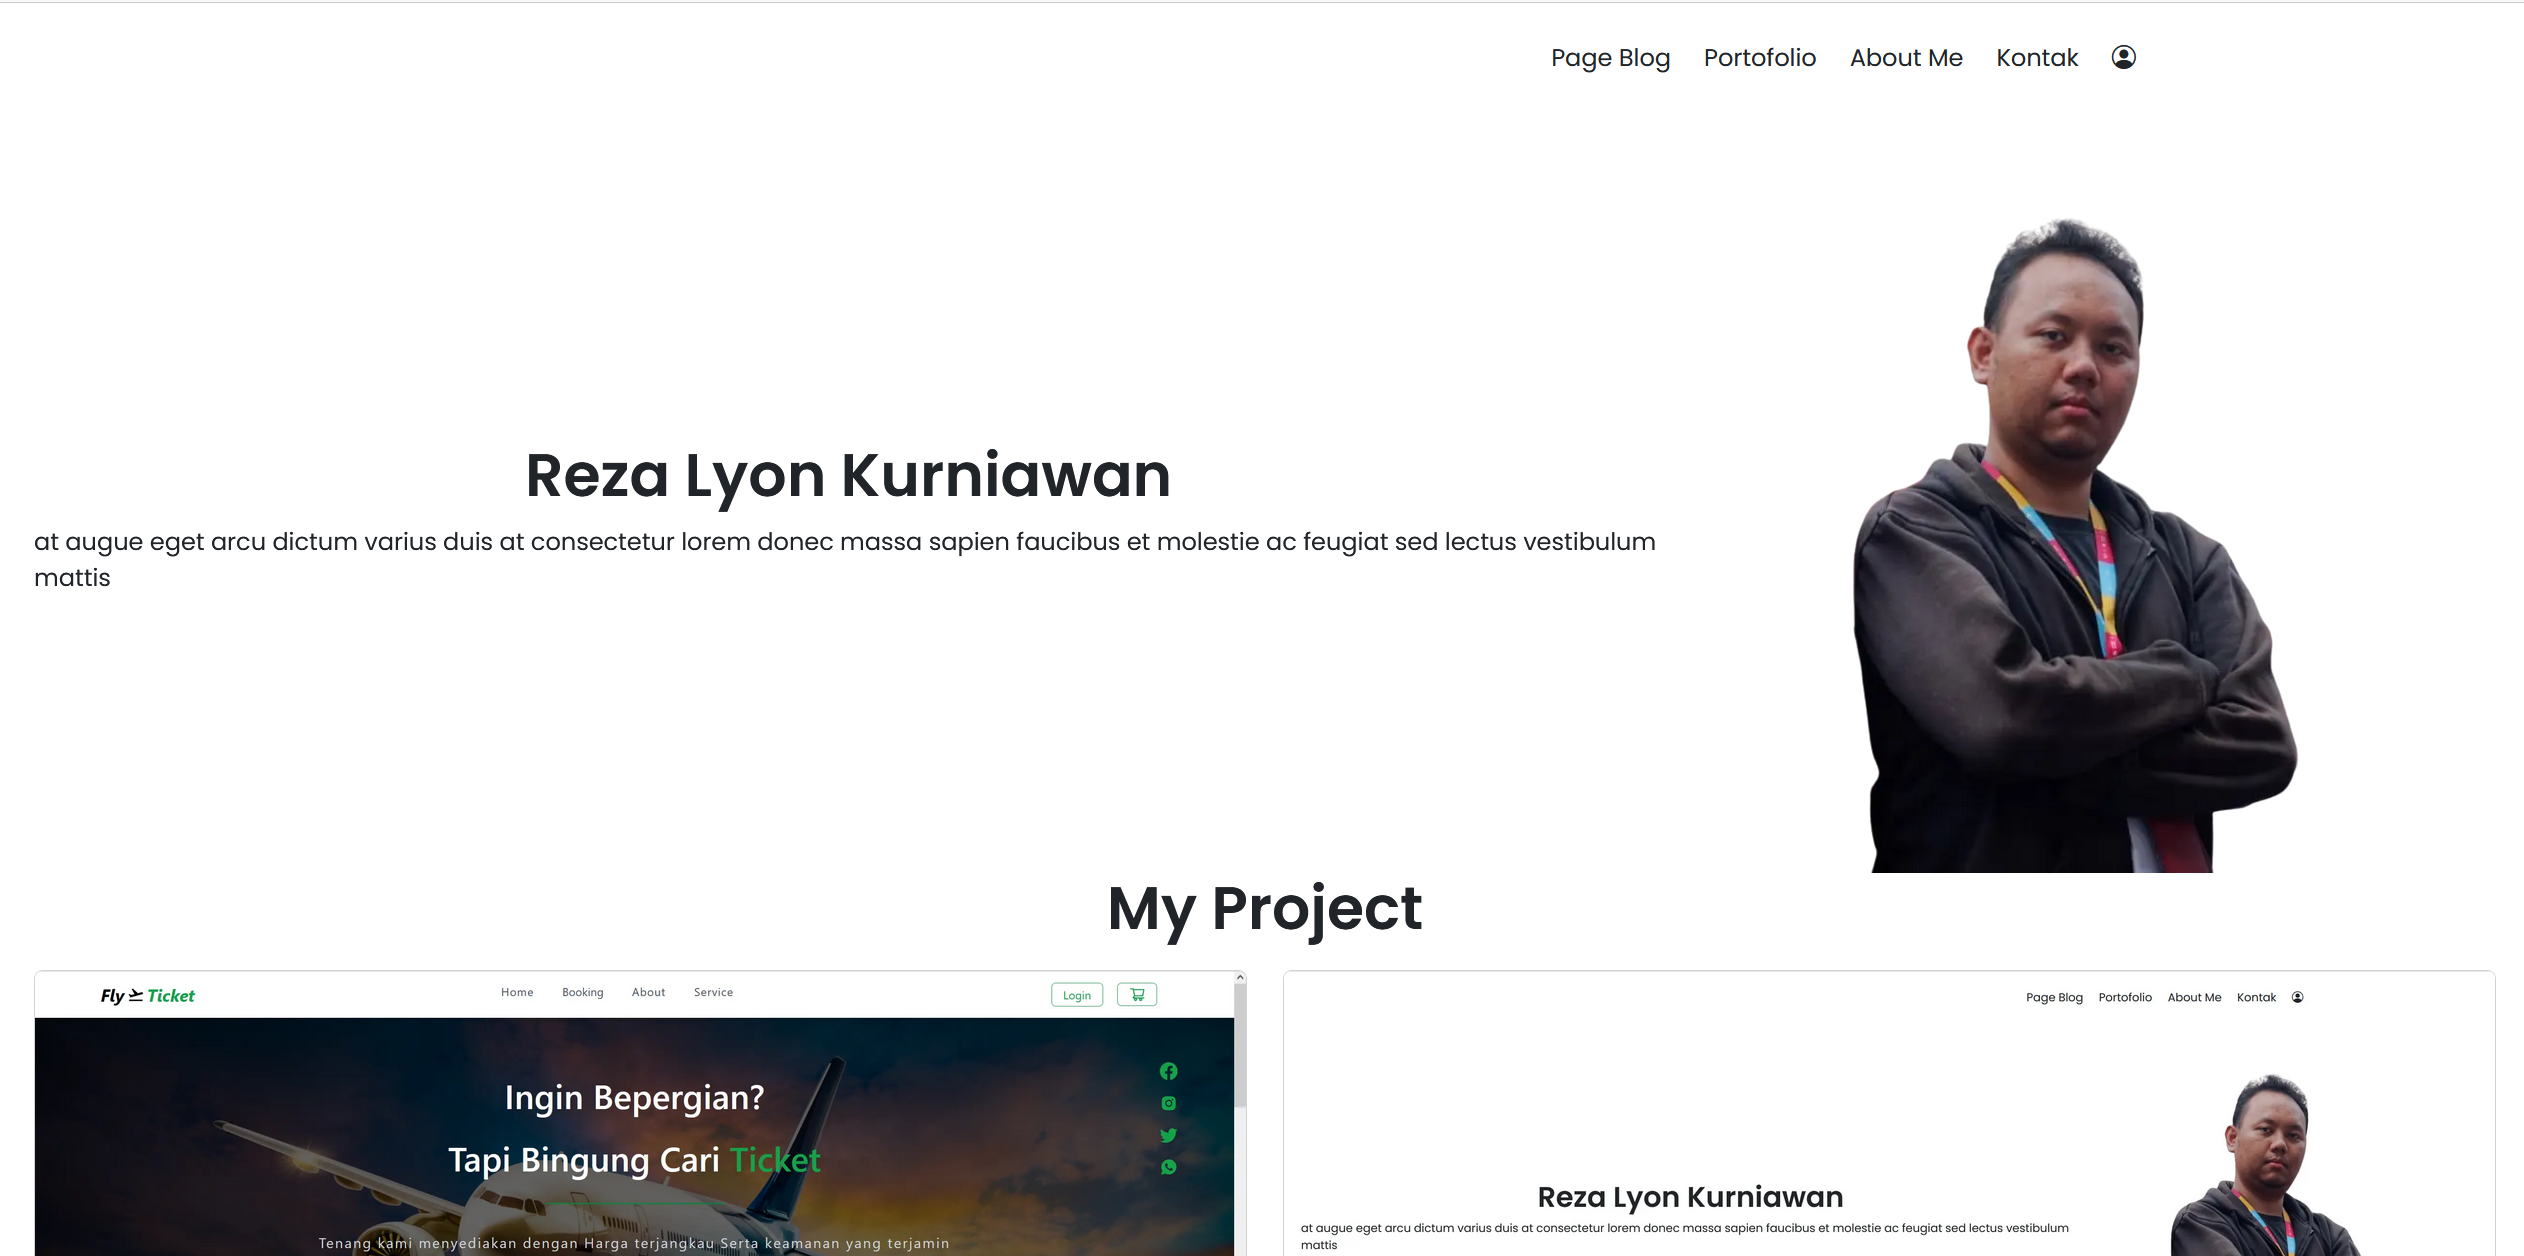 Page Blog Portofolio About Me Kontak
Reza Lyon Kurniawan
at augue eget arcu dictum varius duis at consectetur lorem donec massa sapien faucibus et molestie ac feugiat sed lectus vestibulum
mattis
My Project
Fly Ticket
Home Booking About Service
Login
Ingin Bepergian?
Tapi Bingung Cari Ticket
Tenang kami menyediakan dengan Harga terjangkau Serta keamanan yang terjamin
Page Blog Portofolio About Me Kontak
Reza Lyon Kurniawan
at augue eget arcu dictum varius duis at consectetur lorem donec massa sapien faucibus et molestie ac feugiat sed lectus vestibulum
mattis